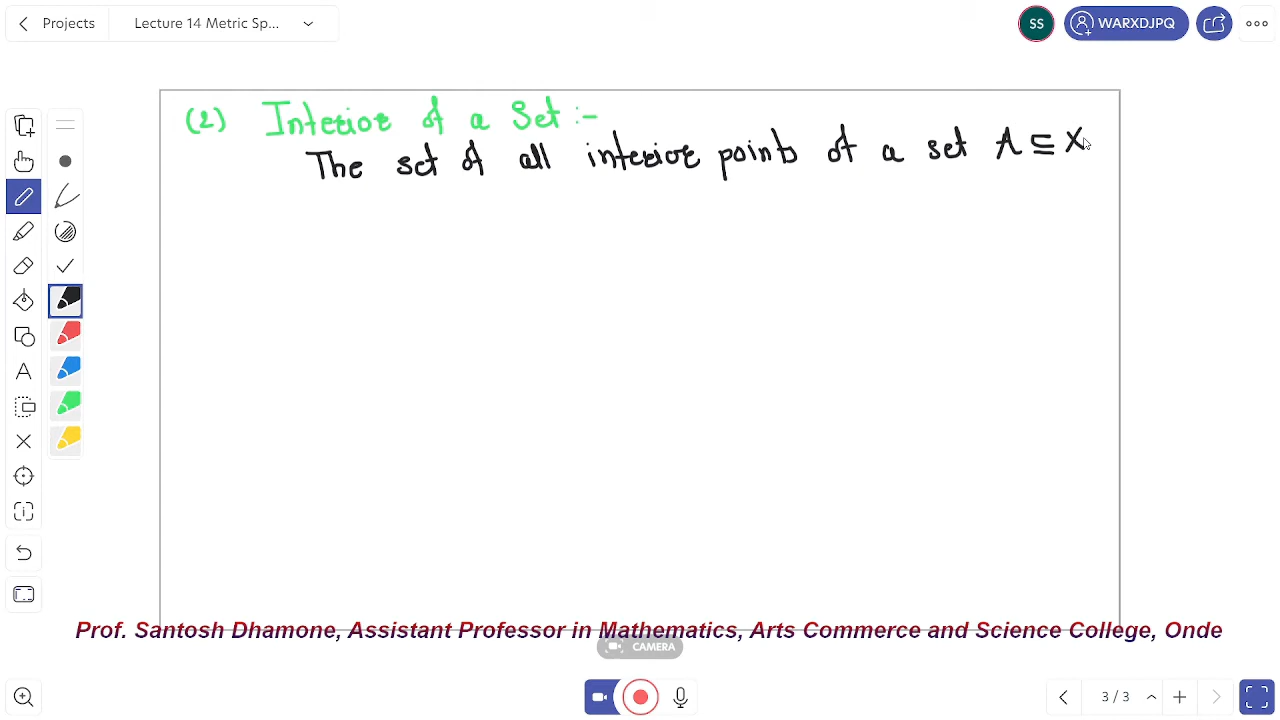 Projects
Lecture 14 Metric Sp...
SS
WARXDJPQ
(2) Interior of a Set :-
The set of all interior points of a set A ⊆ X
Prof. Santosh Dhamone, Assistant Professor in Mathematics, Arts Commerce and Science College, Onde
CAMERA
3 / 3